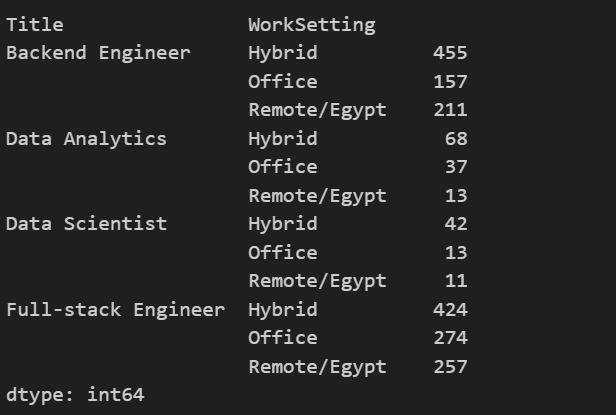 Title WorkSetting
Backend Engineer Hybrid 455
Office 157
Remote/Egypt 211
Data Analytics Hybrid 68
Office 37
Remote/Egypt 13
Data Scientist Hybrid 42
Office 13
Remote/Egypt 11
Full-stack Engineer Hybrid 424
Office 274
Remote/Egypt 257
dtype: int64